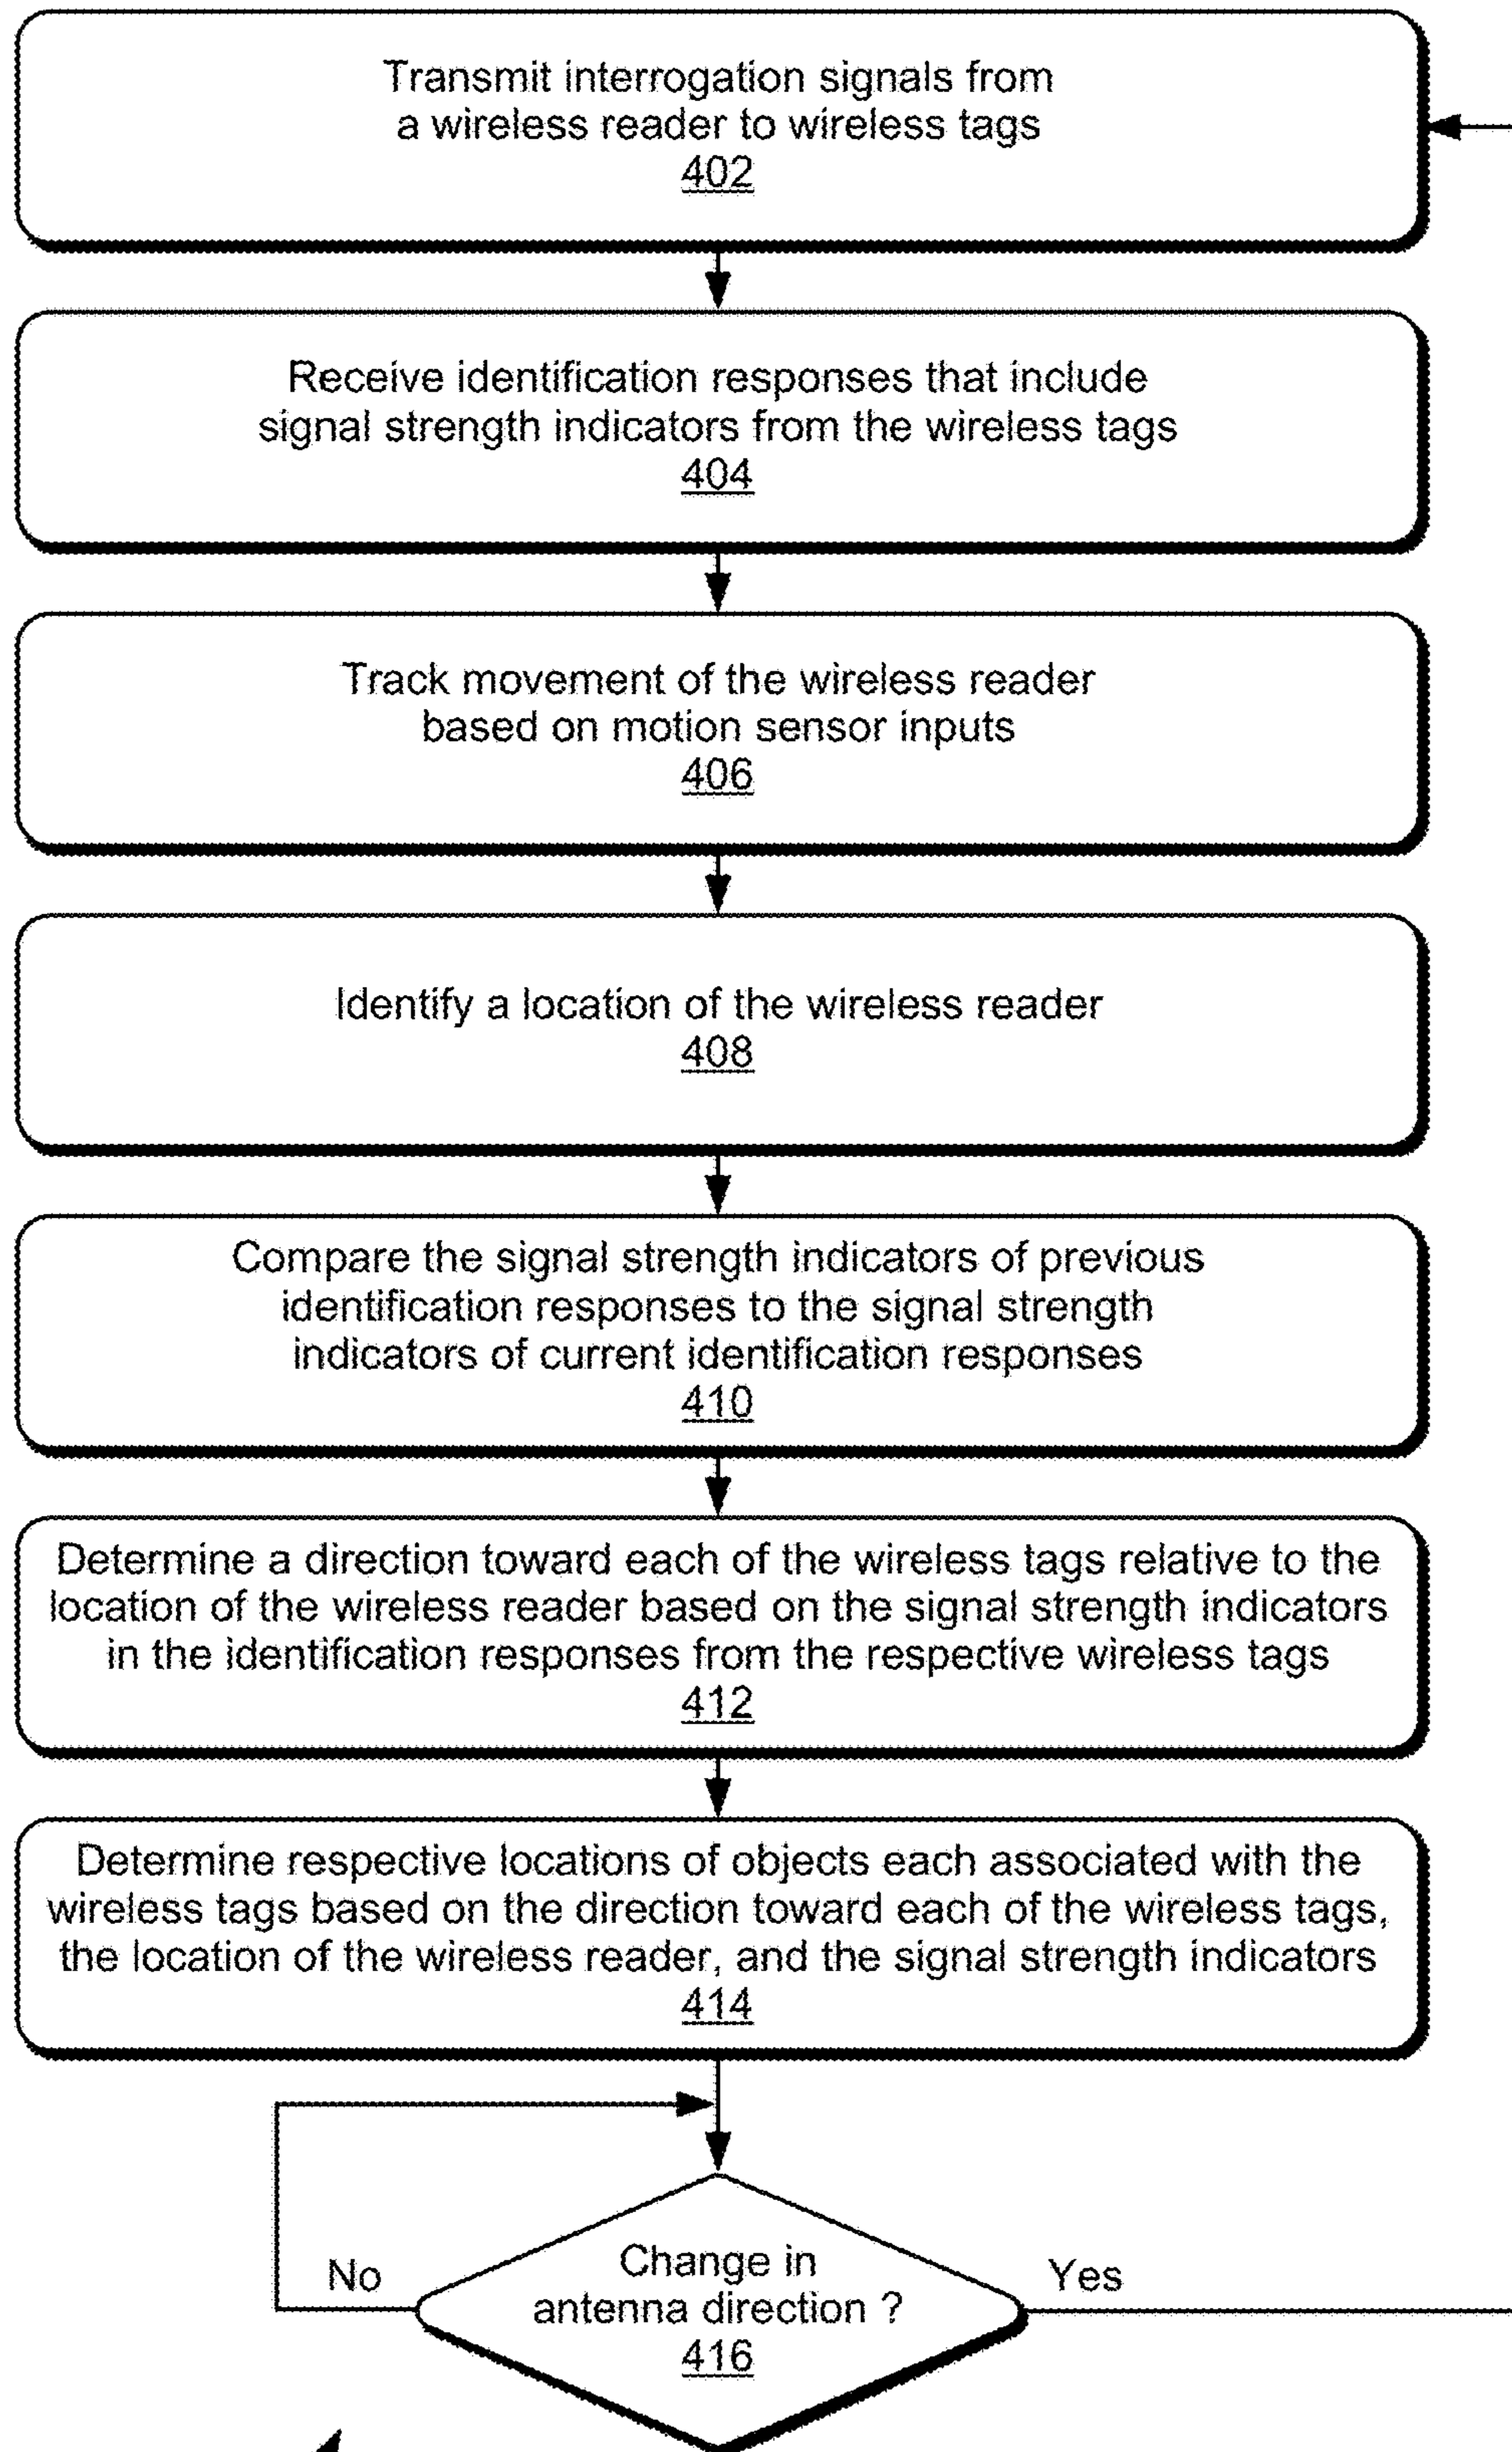 Transmit interrogation signals from
a wireless reader to wireless tags
402
Receive identification responses that include
signal strength indicators from the wireless tags
404
Track movement of the wireless reader
based on motion sensor inputs
406
Identify a location of the wireless reader
408
Compare the signal strength indicators of previous
identification responses to the signal strength
indicators of current identification responses
410
Determine a direction toward each of the wireless tags relative to the
location of the wireless reader based on the signal strength indicators
in the identification responses from the respective wireless tags
412
Determine respective locations of objects each associated with the
wireless tags based on the direction toward each of the wireless tags,
the location of the wireless reader, and the signal strength indicators
414
No
Change in
antenna direction ?
416
Yes